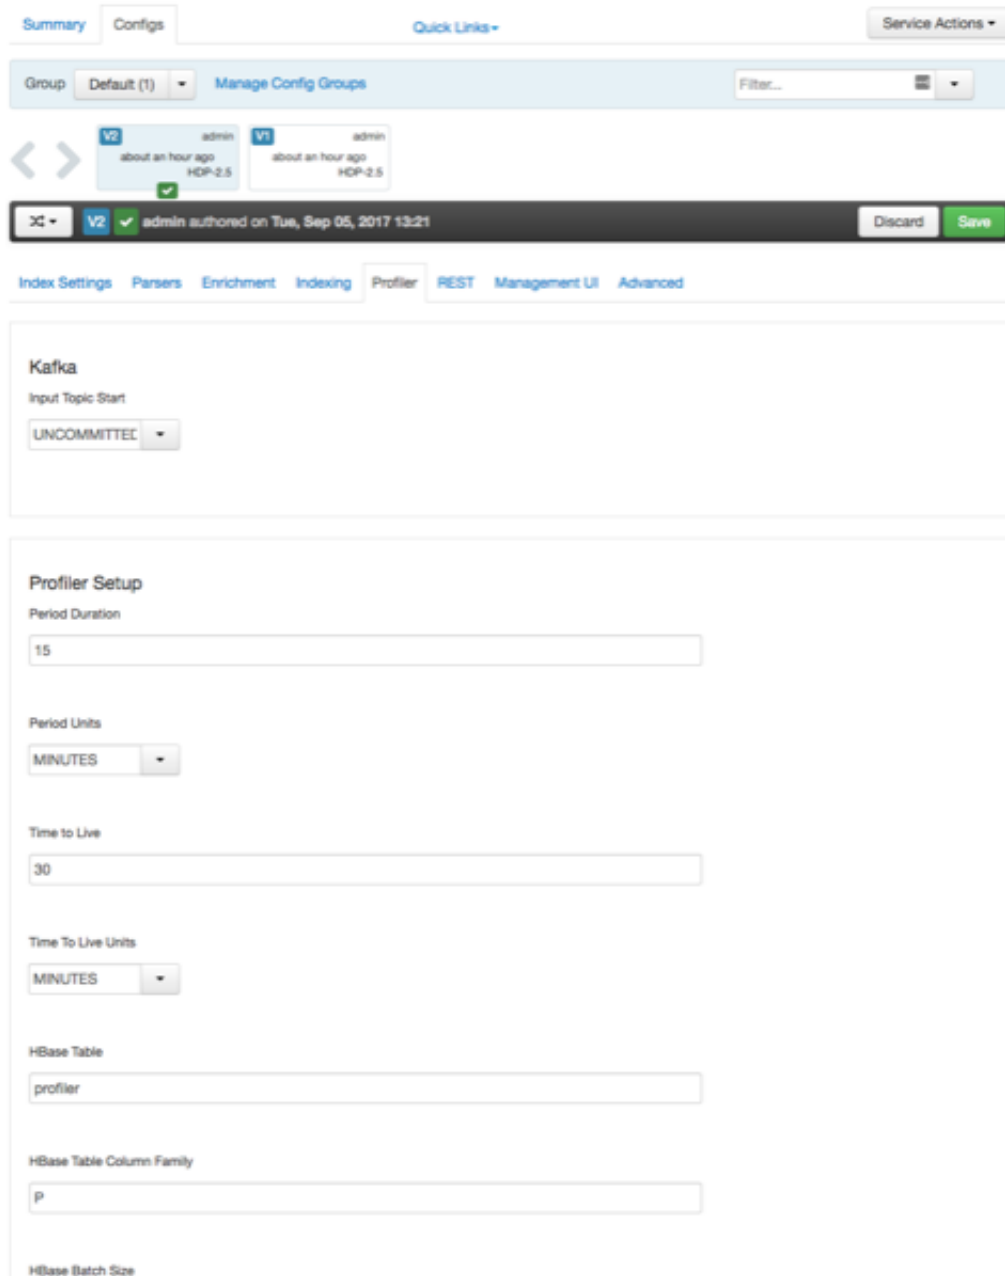 Summary Configs Quick Links Service Actions
Group Default (1) Manage Config Groups Filter...
V2 admin V1 admin
about an hour ago about an hour ago
HDP-2.5 HDP-2.5
V2 admin authored on Tue, Sep 05, 2017 13:21 Discard Save
Index Settings Parsers Enrichment Indexing Profiler REST Management UI Advanced
Kafka
Input Topic Start
UNCOMMITTED
Profiler Setup
Period Duration
15
Period Units
MINUTES
Time to Live
30
Time To Live Units
MINUTES
HBase Table
profiler
HBase Table Column Family
P
HBase Batch Size